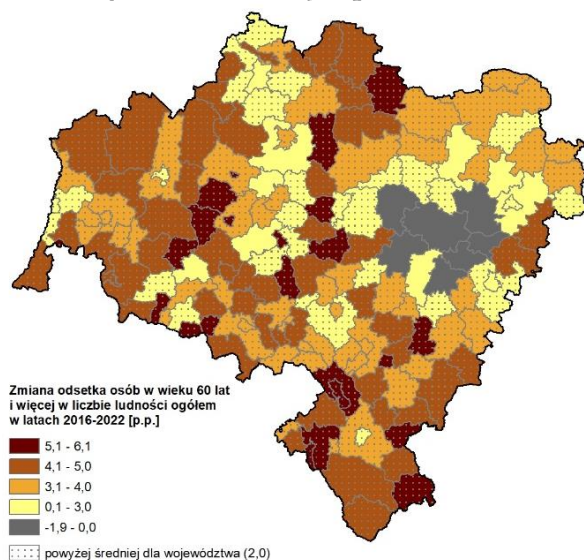 Zmiana odsetka osób w wieku 60 lat
i więcej w liczbie ludności ogółem
w latach 2016-2022 [p.p.]
5,1 - 6,1
4,1 - 5,0
3,1 - 4,0
0,1 - 3,0
-1,9 - 0,0
powyżej średniej dla województwa (2,0)